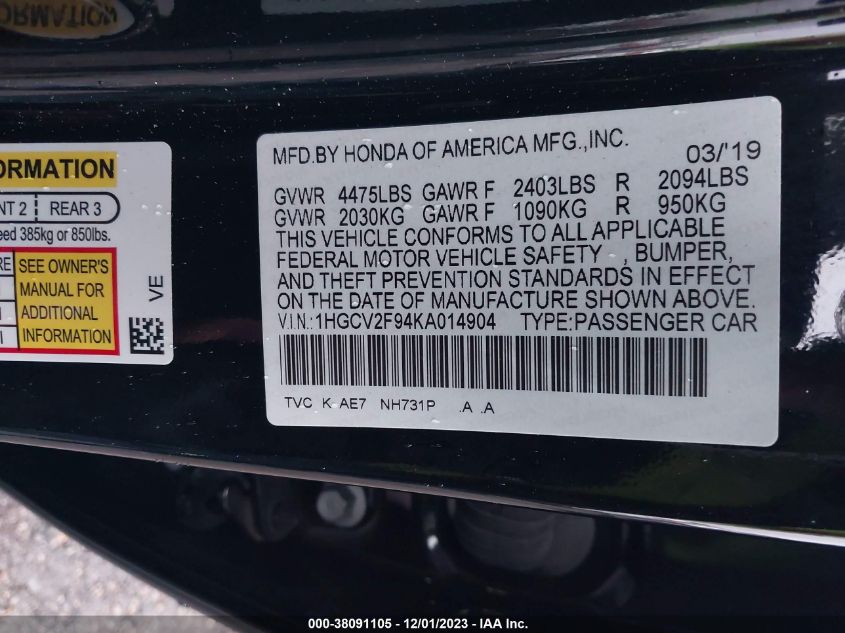 ORMATION
ORMATION
NT 2 REAR 3
eed 385kg or 850lbs.
RE SEE OWNER'S
MANUAL FOR
ADDITIONAL
INFORMATION
VE
MFD.BY HONDA OF AMERICA MFG.,INC. 03/'19
GVWR 4475LBS GAWR F 2403LBS R 2094LBS
GVWR 2030KG GAWR F 1090KG R 950KG
THIS VEHICLE CONFORMS TO ALL APPLICABLE
FEDERAL MOTOR VEHICLE SAFETY , BUMPER,
AND THEFT PREVENTION STANDARDS IN EFFECT
ON THE DATE OF MANUFACTURE SHOWN ABOVE.
V.I.N.:1HGCV2F94KA014904 TYPE:PASSENGER CAR
TVC K AE7 NH731P .A .A
000-38091105 - 12/01/2023 - © IAA Inc.